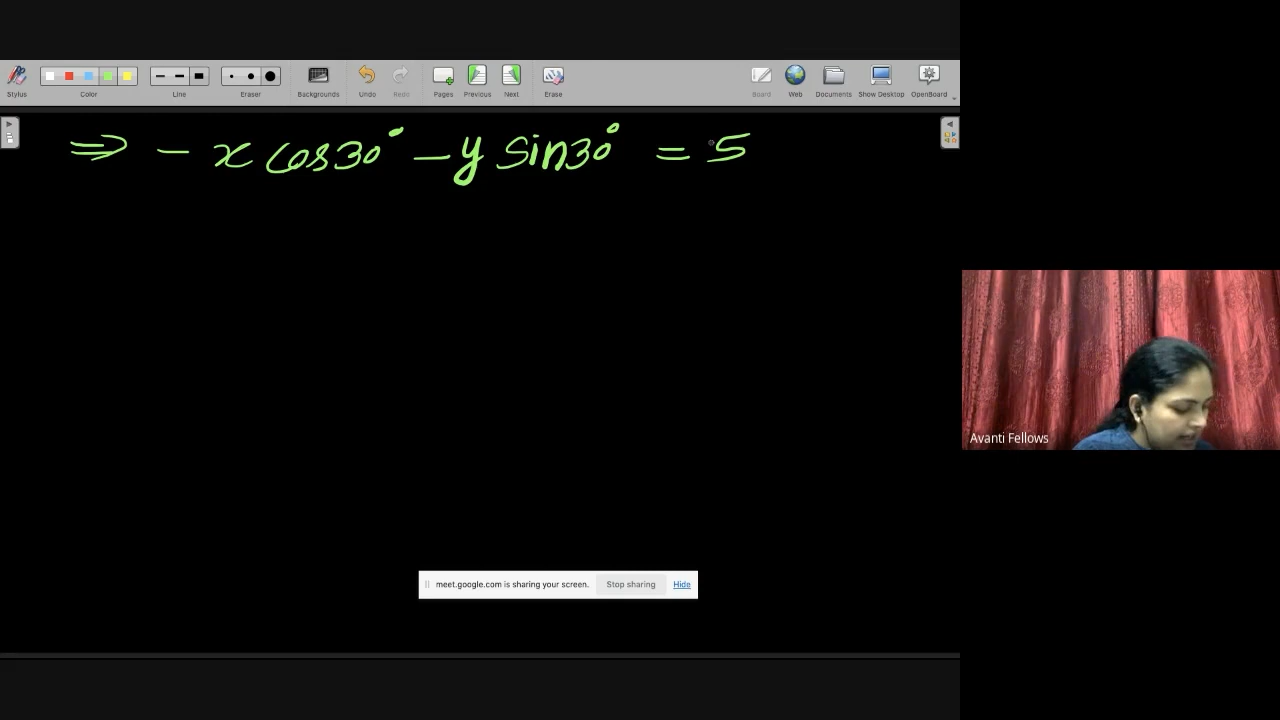 Stylus Color Line Eraser Backgrounds Undo Redo Pages Previous Next Erase Board Web Documents Show Desktop OpenBoard
⇒ - x cos30° - y sin30° = 5
Avanti Fellows
meet.google.com is sharing your screen. Stop sharing Hide